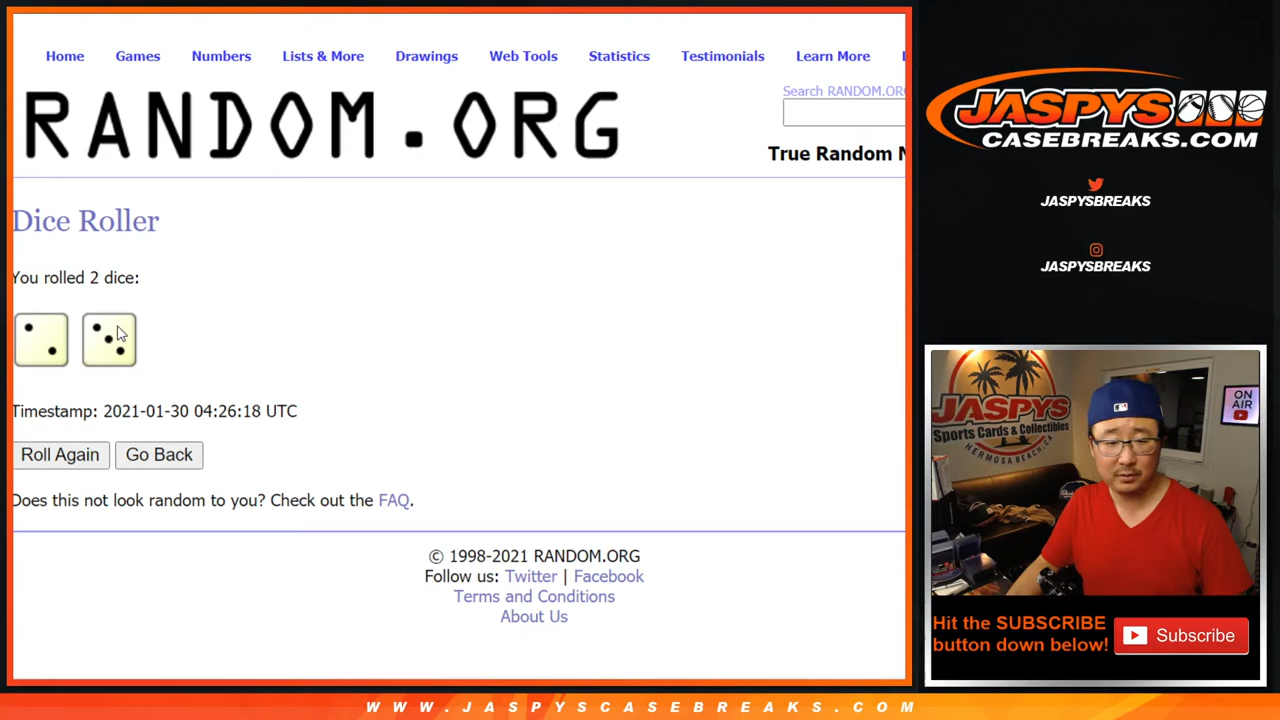 Home Games Numbers Lists & More Drawings Web Tools Statistics Testimonials Learn More
Search RANDOM.ORG
RANDOM.ORG
True Random N
Dice Roller
You rolled 2 dice:
Timestamp: 2021-01-30 04:26:18 UTC
Roll Again Go Back
Does this not look random to you? Check out the FAQ.
© 1998-2021 RANDOM.ORG
Follow us: Twitter | Facebook
Terms and Conditions
About Us
JASPYS
CASEBREAKS.COM
JASPYSBREAKS
JASPYSBREAKS
JASPYS
Sports Cards & Collectibles
HERMOSA BEACH, CA
ON
AIR
Hit the SUBSCRIBE
button down below!
Subscribe
WWW.JASPYSCASEBREAKS.COM